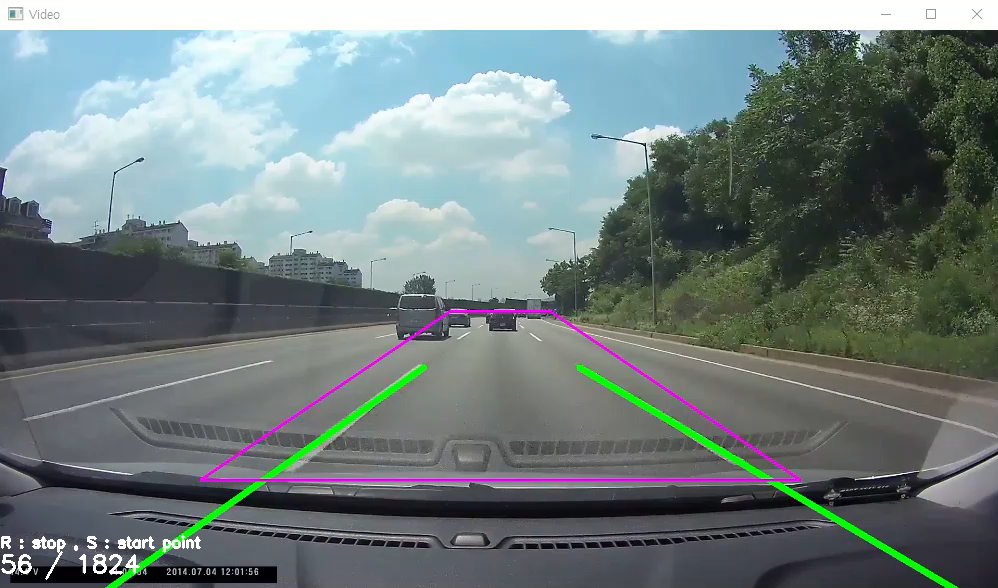 Video
R : stop , S : start point
56 / 1824
2014.07.04 12:01:56